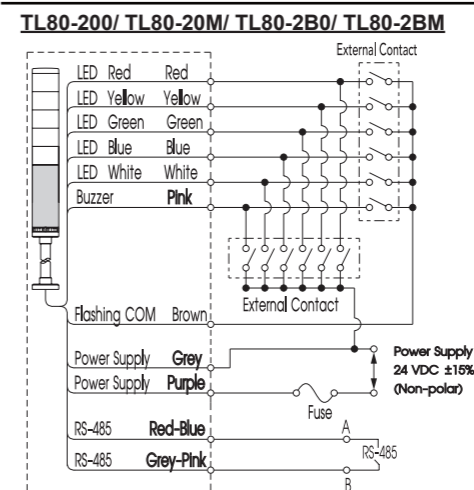 TL80-200/ TL80-20M/ TL80-2B0/ TL80-2BM
External Contact
LED Red Red
LED Yellow Yellow
LED Green Green
LED Blue Blue
LED White White
Buzzer Pink
External Contact
Flashing COM Brown
Power Supply Grey
Power Supply Purple
Power Supply
24 VDC ±15%
(Non-polar)
Fuse
RS-485 Red-Blue
A
RS-485
RS-485 Grey-Pink
B